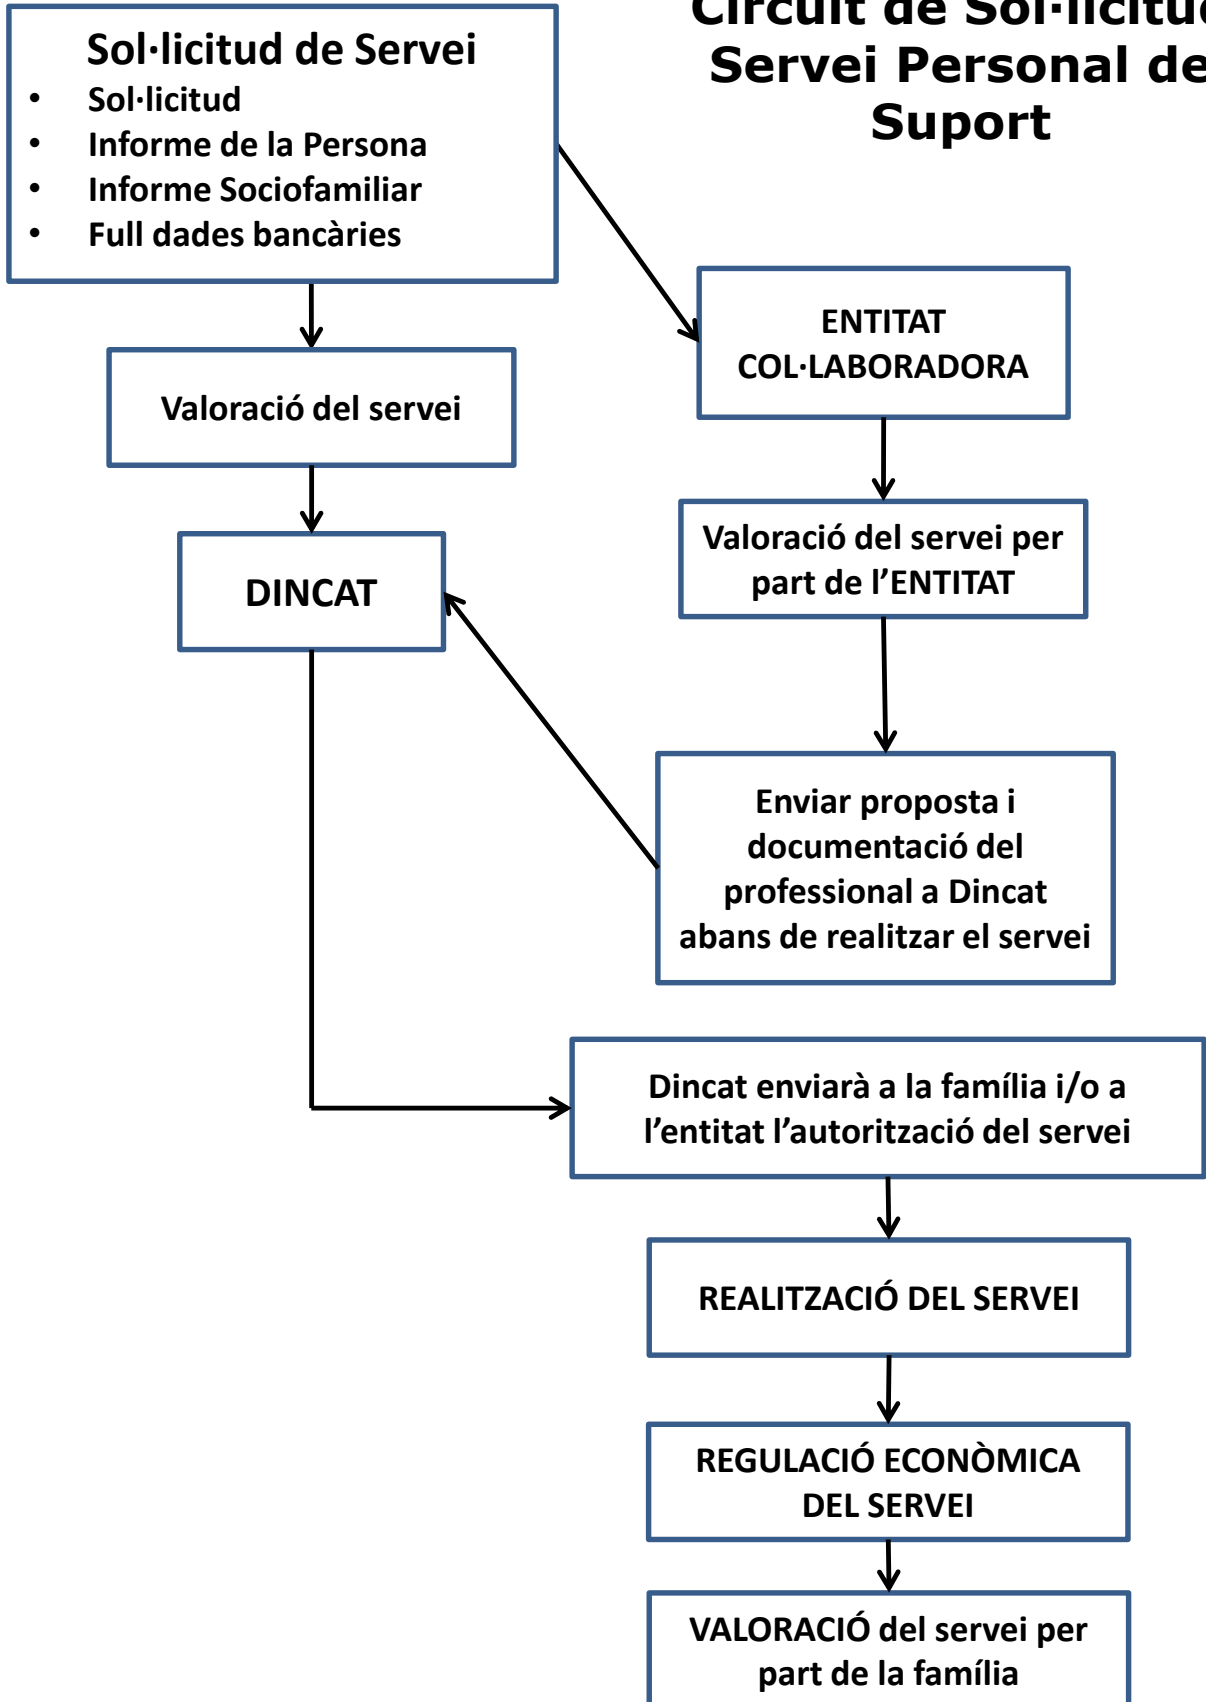 Circuit de Sol·licitud
Servei Personal de
Suport
Sol·licitud de Servei
• Sol·licitud
• Informe de la Persona
• Informe Sociofamiliar
• Full dades bancàries
ENTITAT
COL·LABORADORA
Valoració del servei
Valoració del servei per
part de l’ENTITAT
DINCAT
Enviar proposta i
documentació del
professional a Dincat
abans de realitzar el servei
Dincat enviarà a la família i/o a
l’entitat l’autorització del servei
REALITZACIÓ DEL SERVEI
REGULACIÓ ECONÒMICA
DEL SERVEI
VALORACIÓ del servei per
part de la família